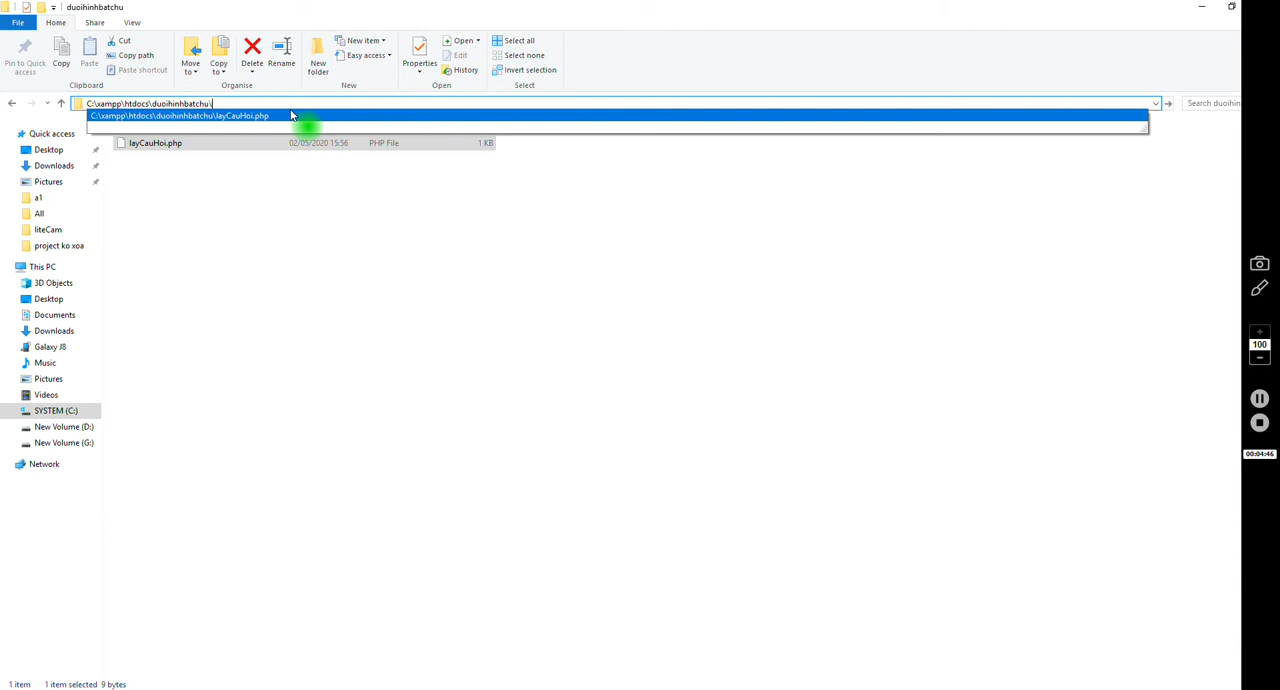 duoihinhbatchu
File
Home
Share
View
Pin to Quick access
Copy
Paste
Cut
Copy path
Paste shortcut
Clipboard
Move to
Copy to
Delete
Rename
Organise
New folder
New item
Easy access
New
Properties
Open
Edit
History
Open
Select all
Select none
Invert selection
Select
C:\xampp\htdocs\duoihinhbatchu\
Search duoihin
C:\xampp\htdocs\duoihinhbatchu\layCauHoi.php
layCauHoi.php 02/05/2020 15:56 PHP File 1 KB
Quick access
Desktop
Downloads
Pictures
a1
All
liteCam
project ko xoa
This PC
3D Objects
Desktop
Documents
Downloads
Galaxy J8
Music
Pictures
Videos
SYSTEM (C:)
New Volume (D:)
New Volume (G:)
Network
100
00:04:46
1 item 1 item selected 9 bytes